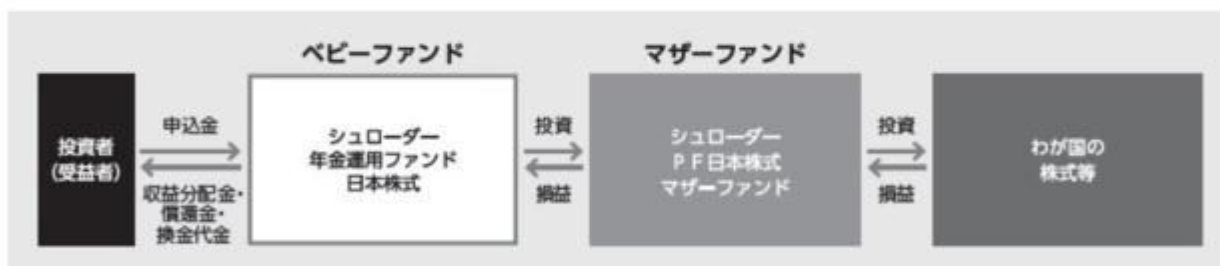 ベビーファンド
マザーファンド
投資者
(受益者)
申込金
収益分配金・
償還金・
換金代金
シュローダー
年金運用ファンド
日本株式
投資
損益
シュローダー
ＰＦ日本株式
マザーファンド
投資
損益
わが国の
株式等